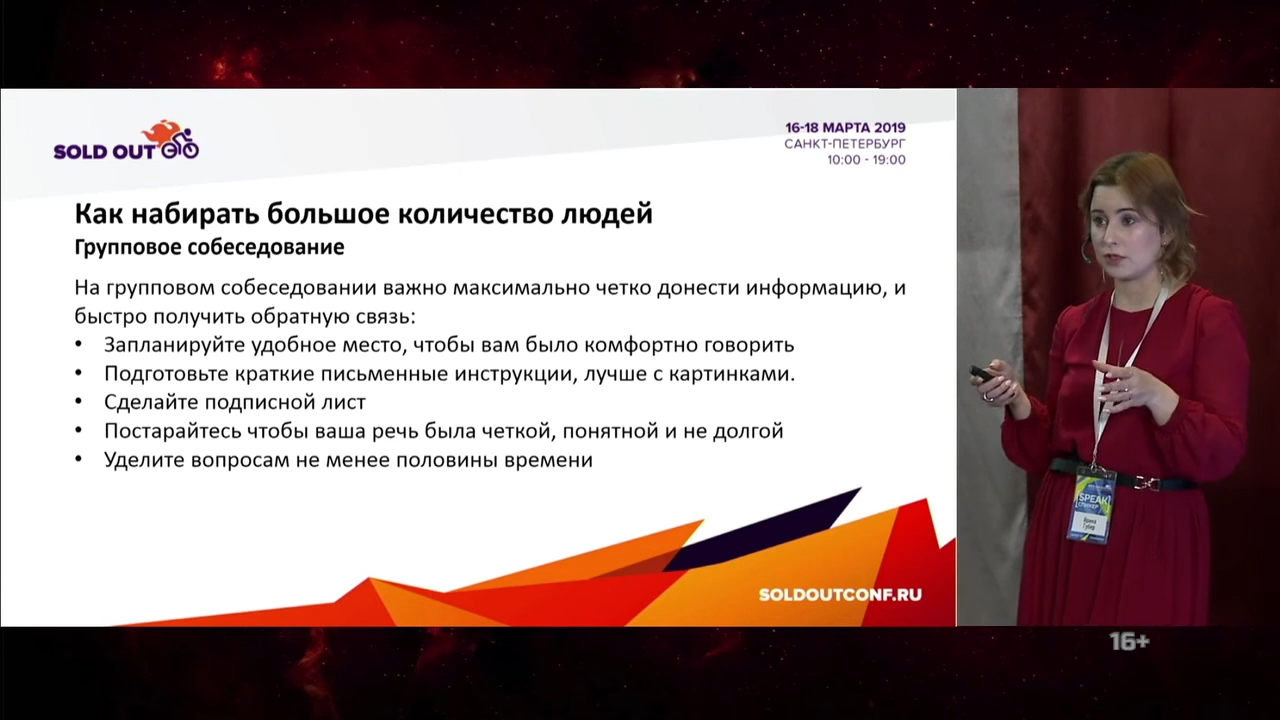 SOLD OUT
16-18 МАРТА 2019
САНКТ-ПЕТЕРБУРГ
10:00 - 19:00
Как набирать большое количество людей
Групповое собеседование
На групповом собеседовании важно максимально четко донести информацию, и
быстро получить обратную связь:
• Запланируйте удобное место, чтобы вам было комфортно говорить
• Подготовьте краткие письменные инструкции, лучше с картинками.
• Сделайте подписной лист
• Постарайтесь чтобы ваша речь была четкой, понятной и не долгой
• Уделите вопросам не менее половины времени
SOLDOUTCONF.RU
СПИКЕР
Ирина
Губер
16+